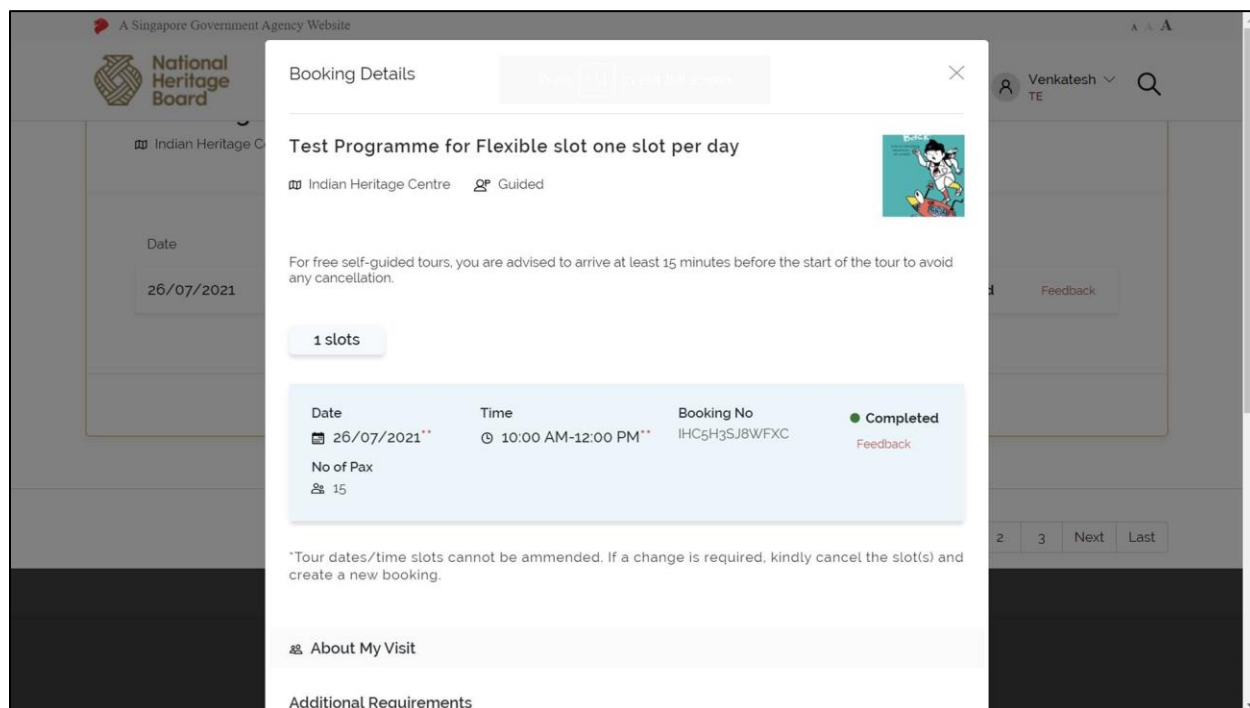 A Singapore Government Agency Website
A A A
National
Heritage
Board
Venkatesh
TE
Indian Heritage C
Date
26/07/2021
Feedback
Booking Details
Test Programme for Flexible slot one slot per day
Indian Heritage Centre Guided
For free self-guided tours, you are advised to arrive at least 15 minutes before the start of the tour to avoid
any cancellation.
1 slots
Date Time Booking No Completed
26/07/2021** 10:00 AM-12:00 PM** IHC5H3SJ8WFXC Feedback
No of Pax
15
*Tour dates/time slots cannot be ammended. If a change is required, kindly cancel the slot(s) and
create a new booking.
About My Visit
Additional Requirements
2 3 Next Last